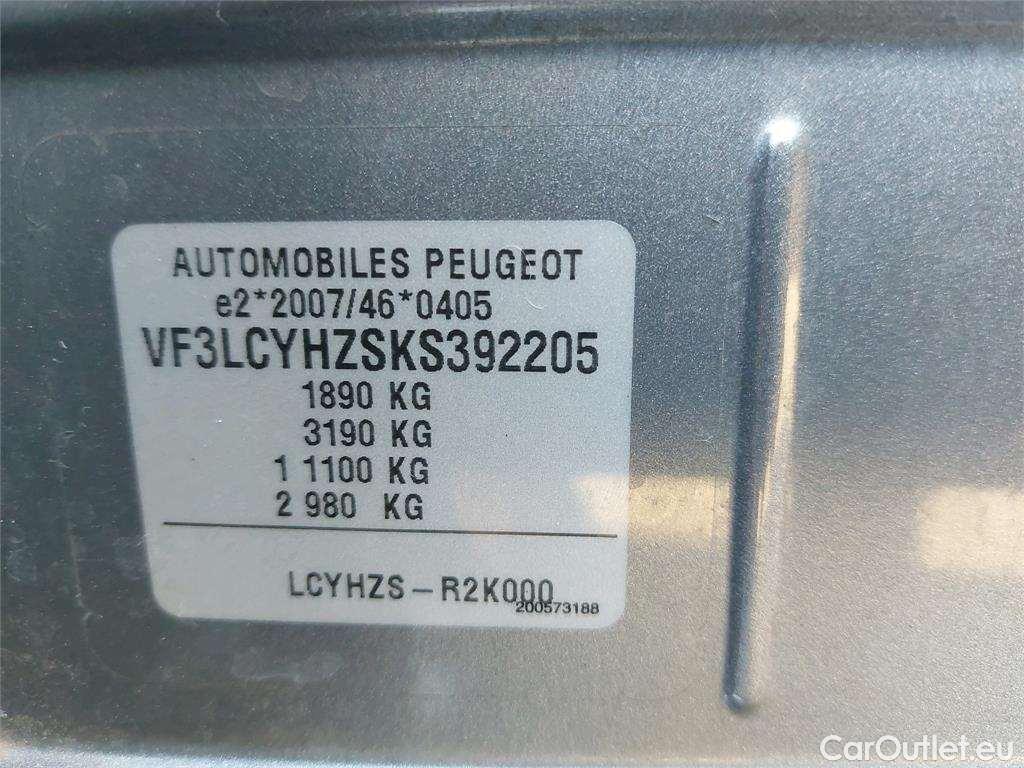 AUTOMOBILES PEUGEOT
e2*2007/46*0405
VF3LCYHZSKS392205
1890 KG
3190 KG
1 1100 KG
2 980 KG
LCYHZS - R2K000
200573188
CarOutlet.eu